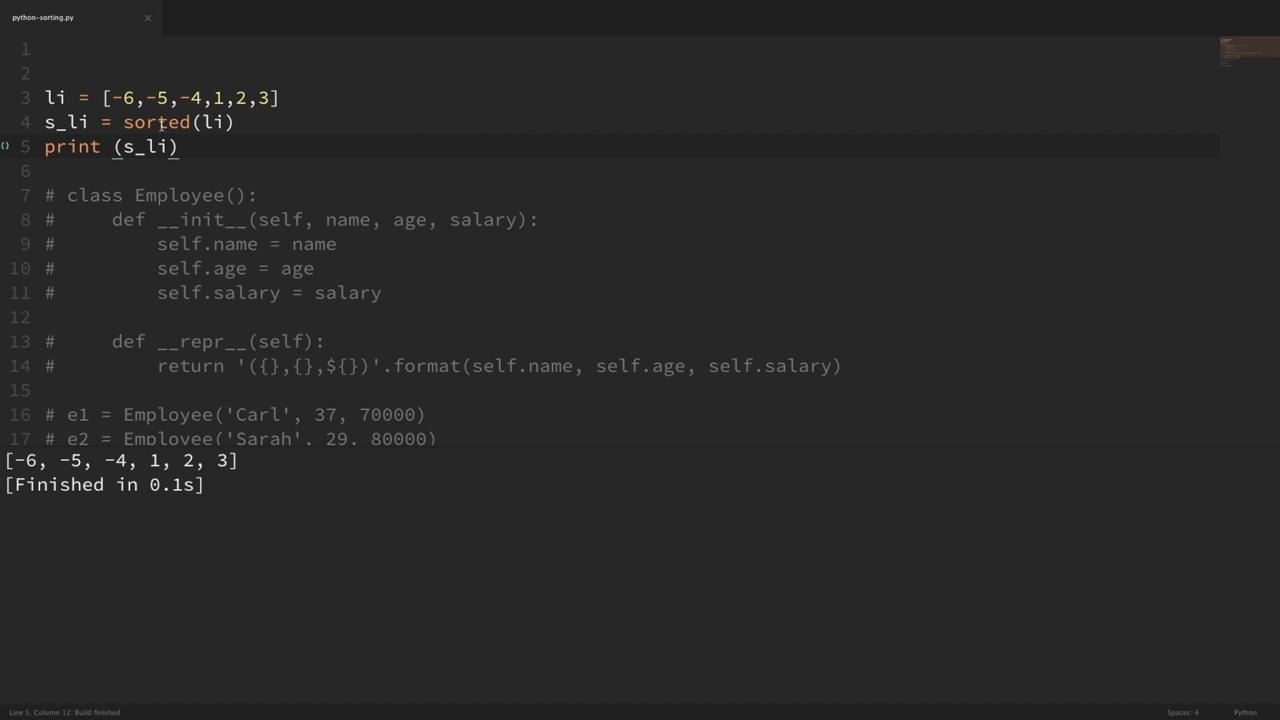 python-sorting.py ×
1
2
3 li = [-6,-5,-4,1,2,3]
4 s_li = sorted(li)
() 5 print (s_li)
6
7 # class Employee():
8 #     def __init__(self, name, age, salary):
9 #         self.name = name
10 #         self.age = age
11 #         self.salary = salary
12
13 #     def __repr__(self):
14 #         return '({},{},${})'.format(self.name, self.age, self.salary)
15
16 # e1 = Employee('Carl', 37, 70000)
17 # e2 = Employee('Sarah', 29, 80000)
[-6, -5, -4, 1, 2, 3]
[Finished in 0.1s]
Line 5, Column 12; Build finished Spaces: 4 Python